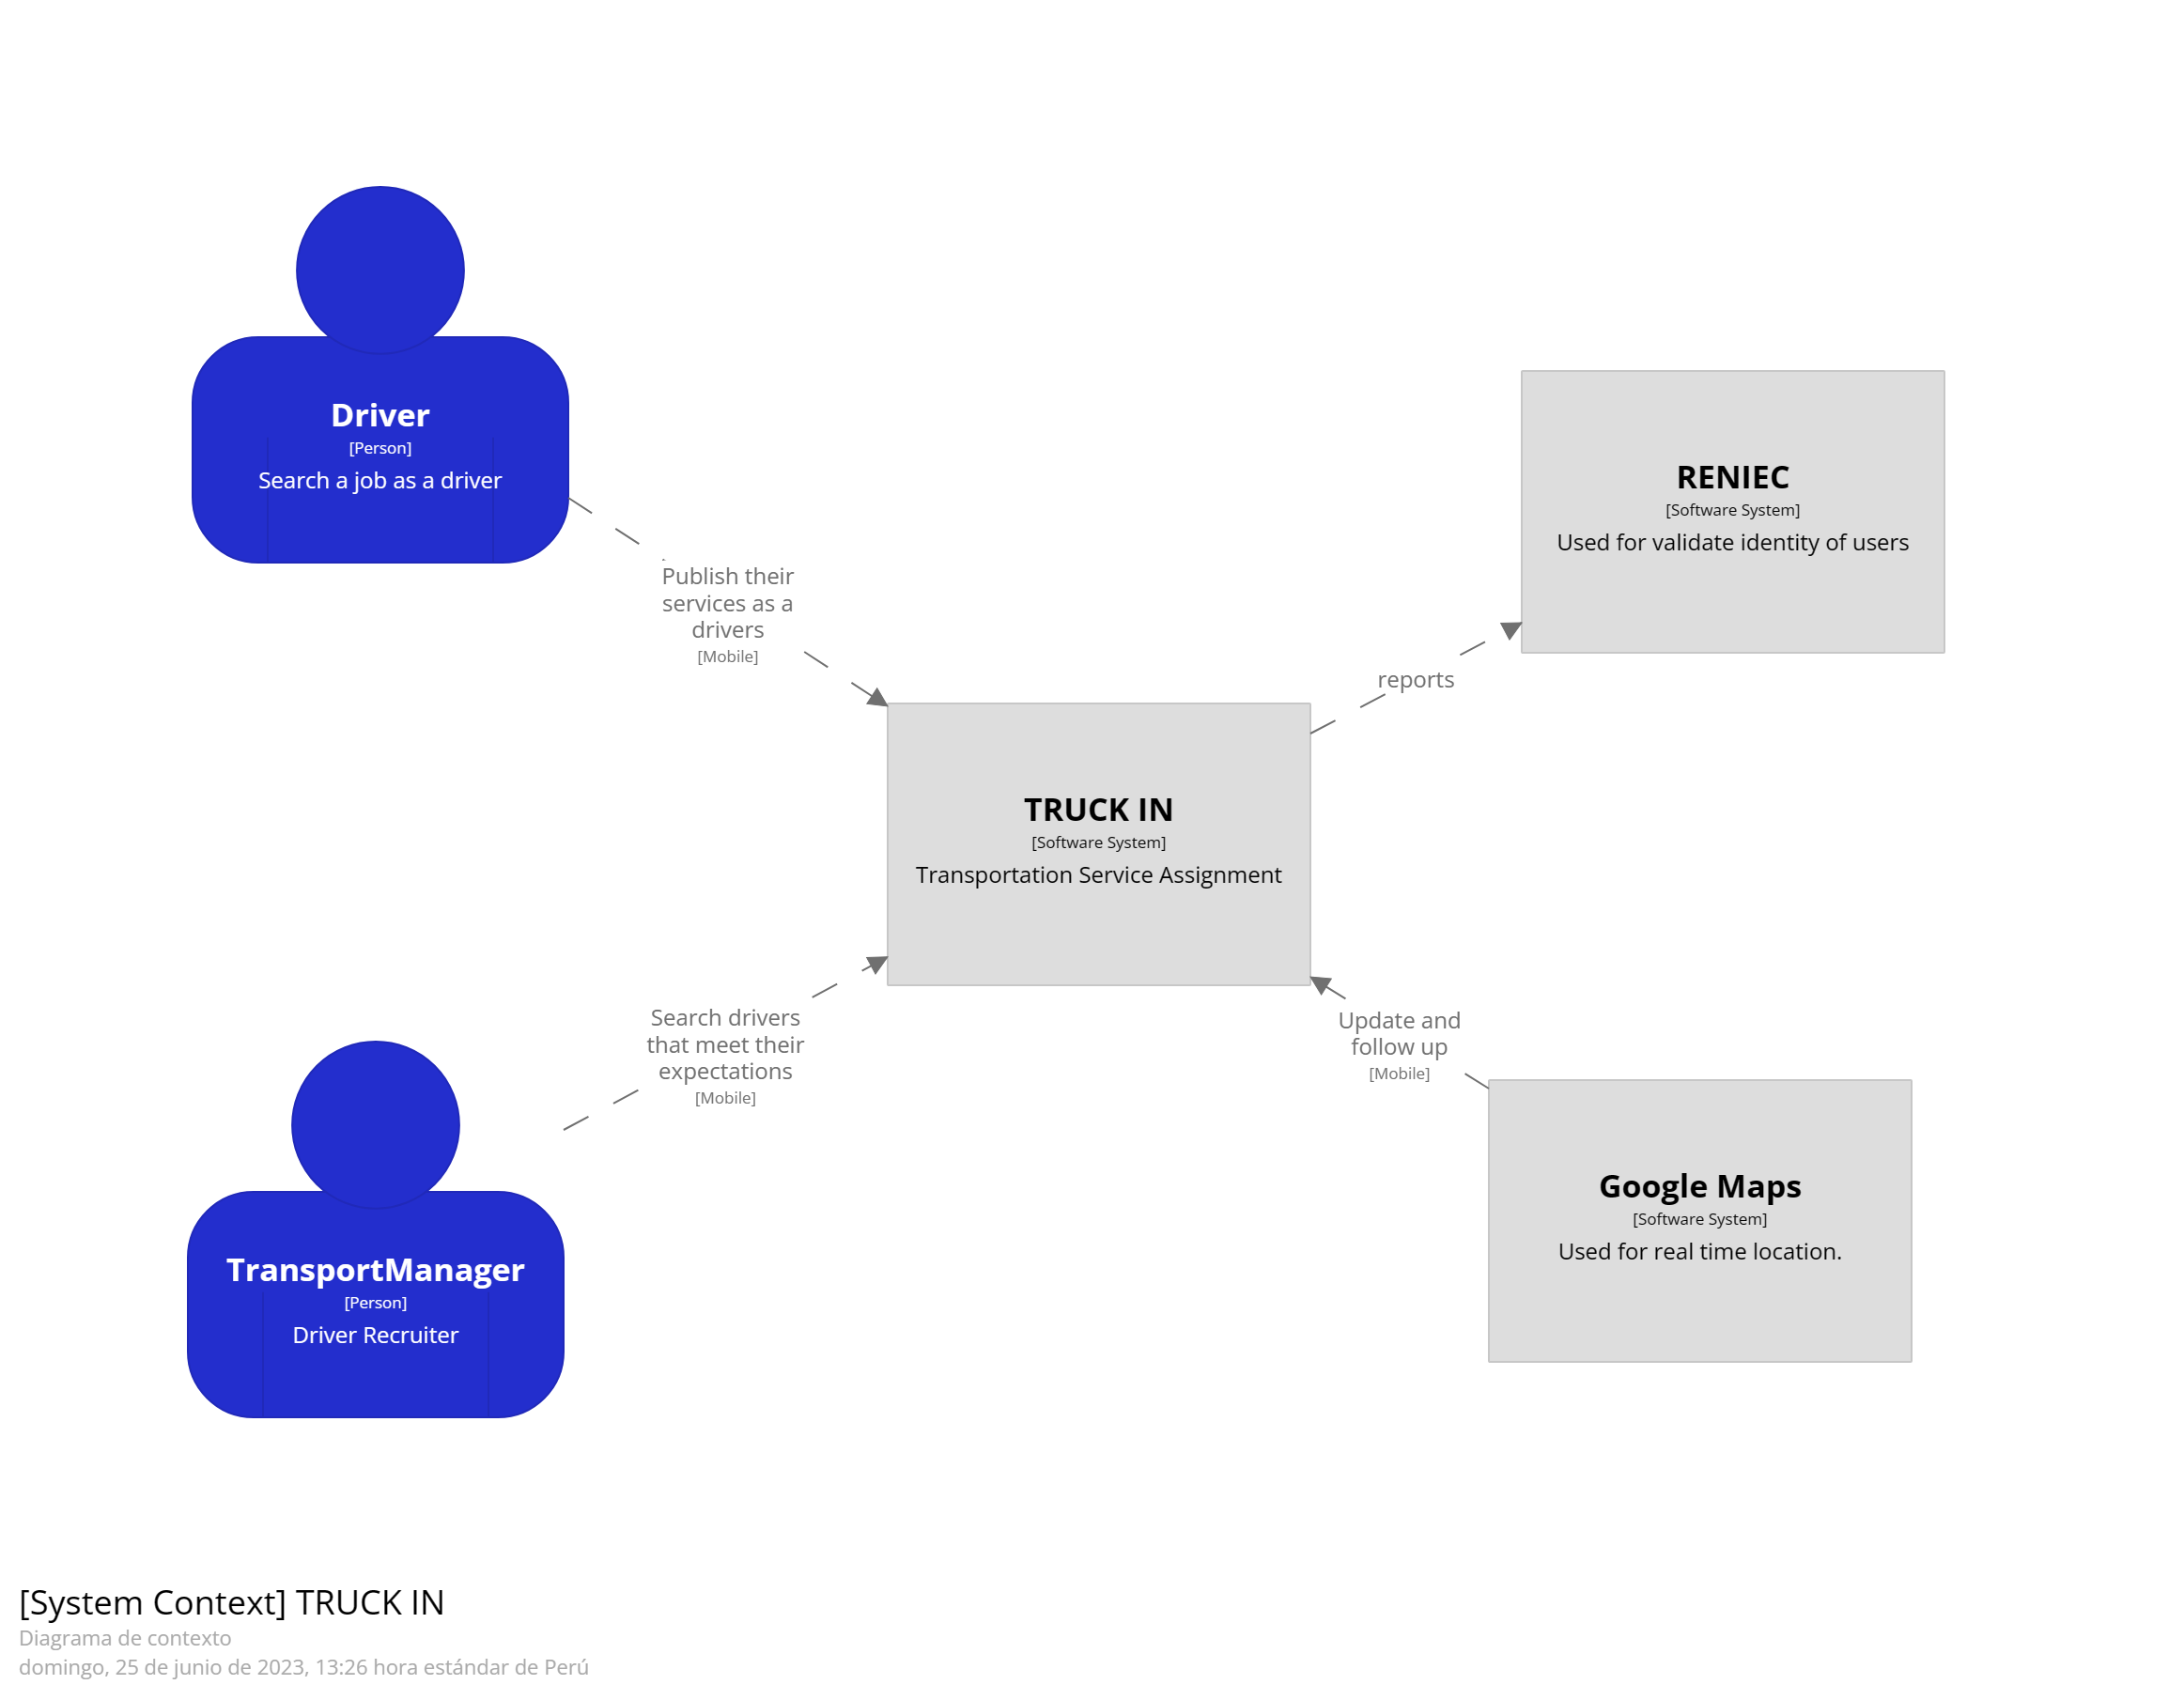 Driver
[Person]
Search a job as a driver
Publish their
services as a
drivers
[Mobile]
RENIEC
[Software System]
Used for validate identity of users
reports
TRUCK IN
[Software System]
Transportation Service Assignment
Search drivers
that meet their
expectations
[Mobile]
Update and
follow up
[Mobile]
TransportManager
[Person]
Driver Recruiter
Google Maps
[Software System]
Used for real time location.
[System Context] TRUCK IN
Diagrama de contexto
domingo, 25 de junio de 2023, 13:26 hora estándar de Perú